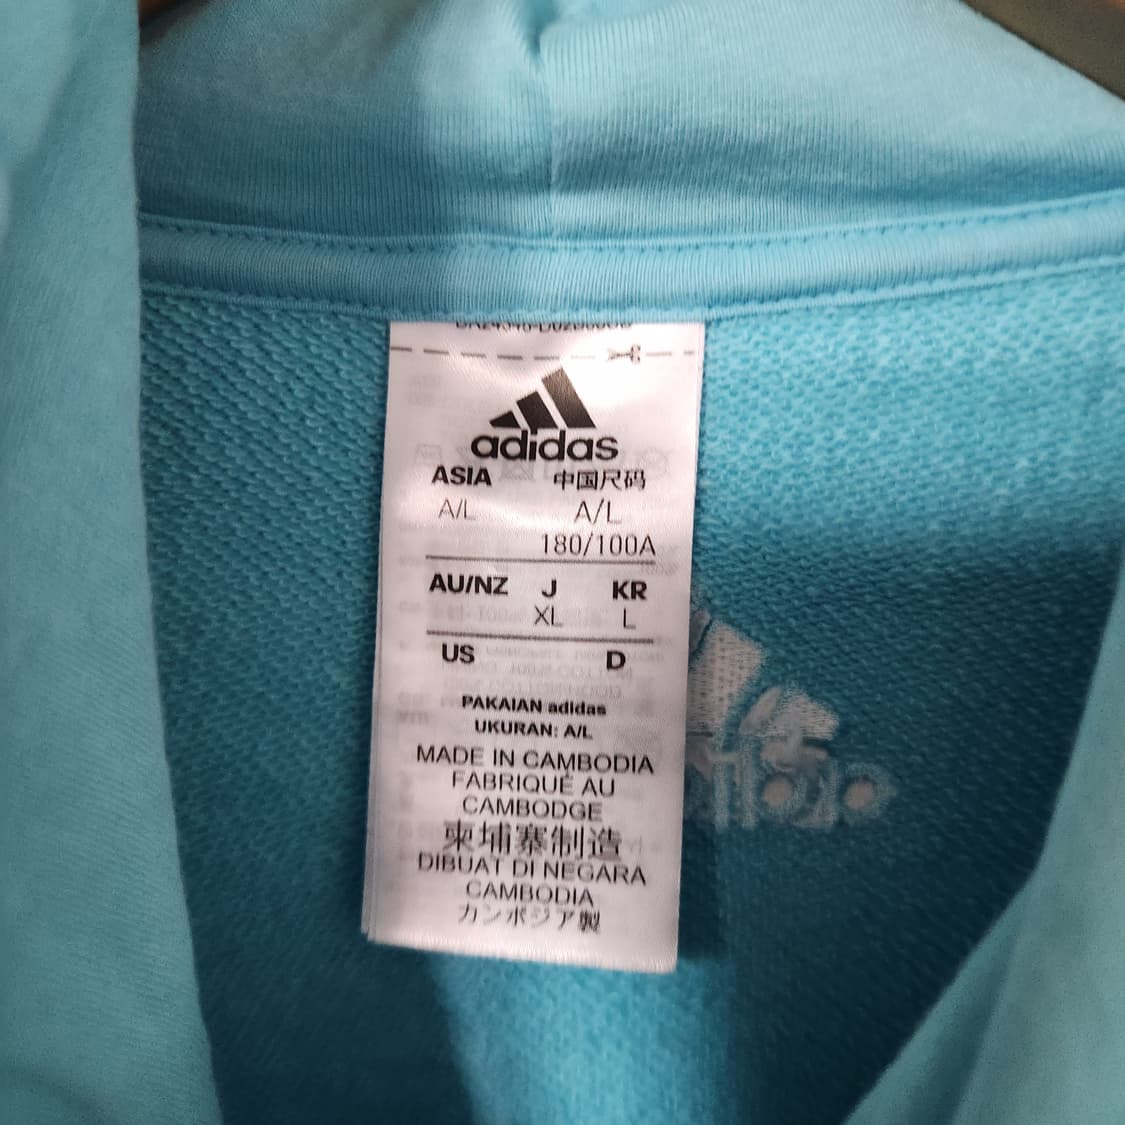 adidas
ASIA 中国尺码
A/L A/L
180/100A
AU/NZ J KR
XL L
US D
PAKAIAN adidas
UKURAN: A/L
MADE IN CAMBODIA
FABRIQUÉ AU
CAMBODGE
柬埔寨制造
DIBUAT DI NEGARA
CAMBODIA
カンボジア製